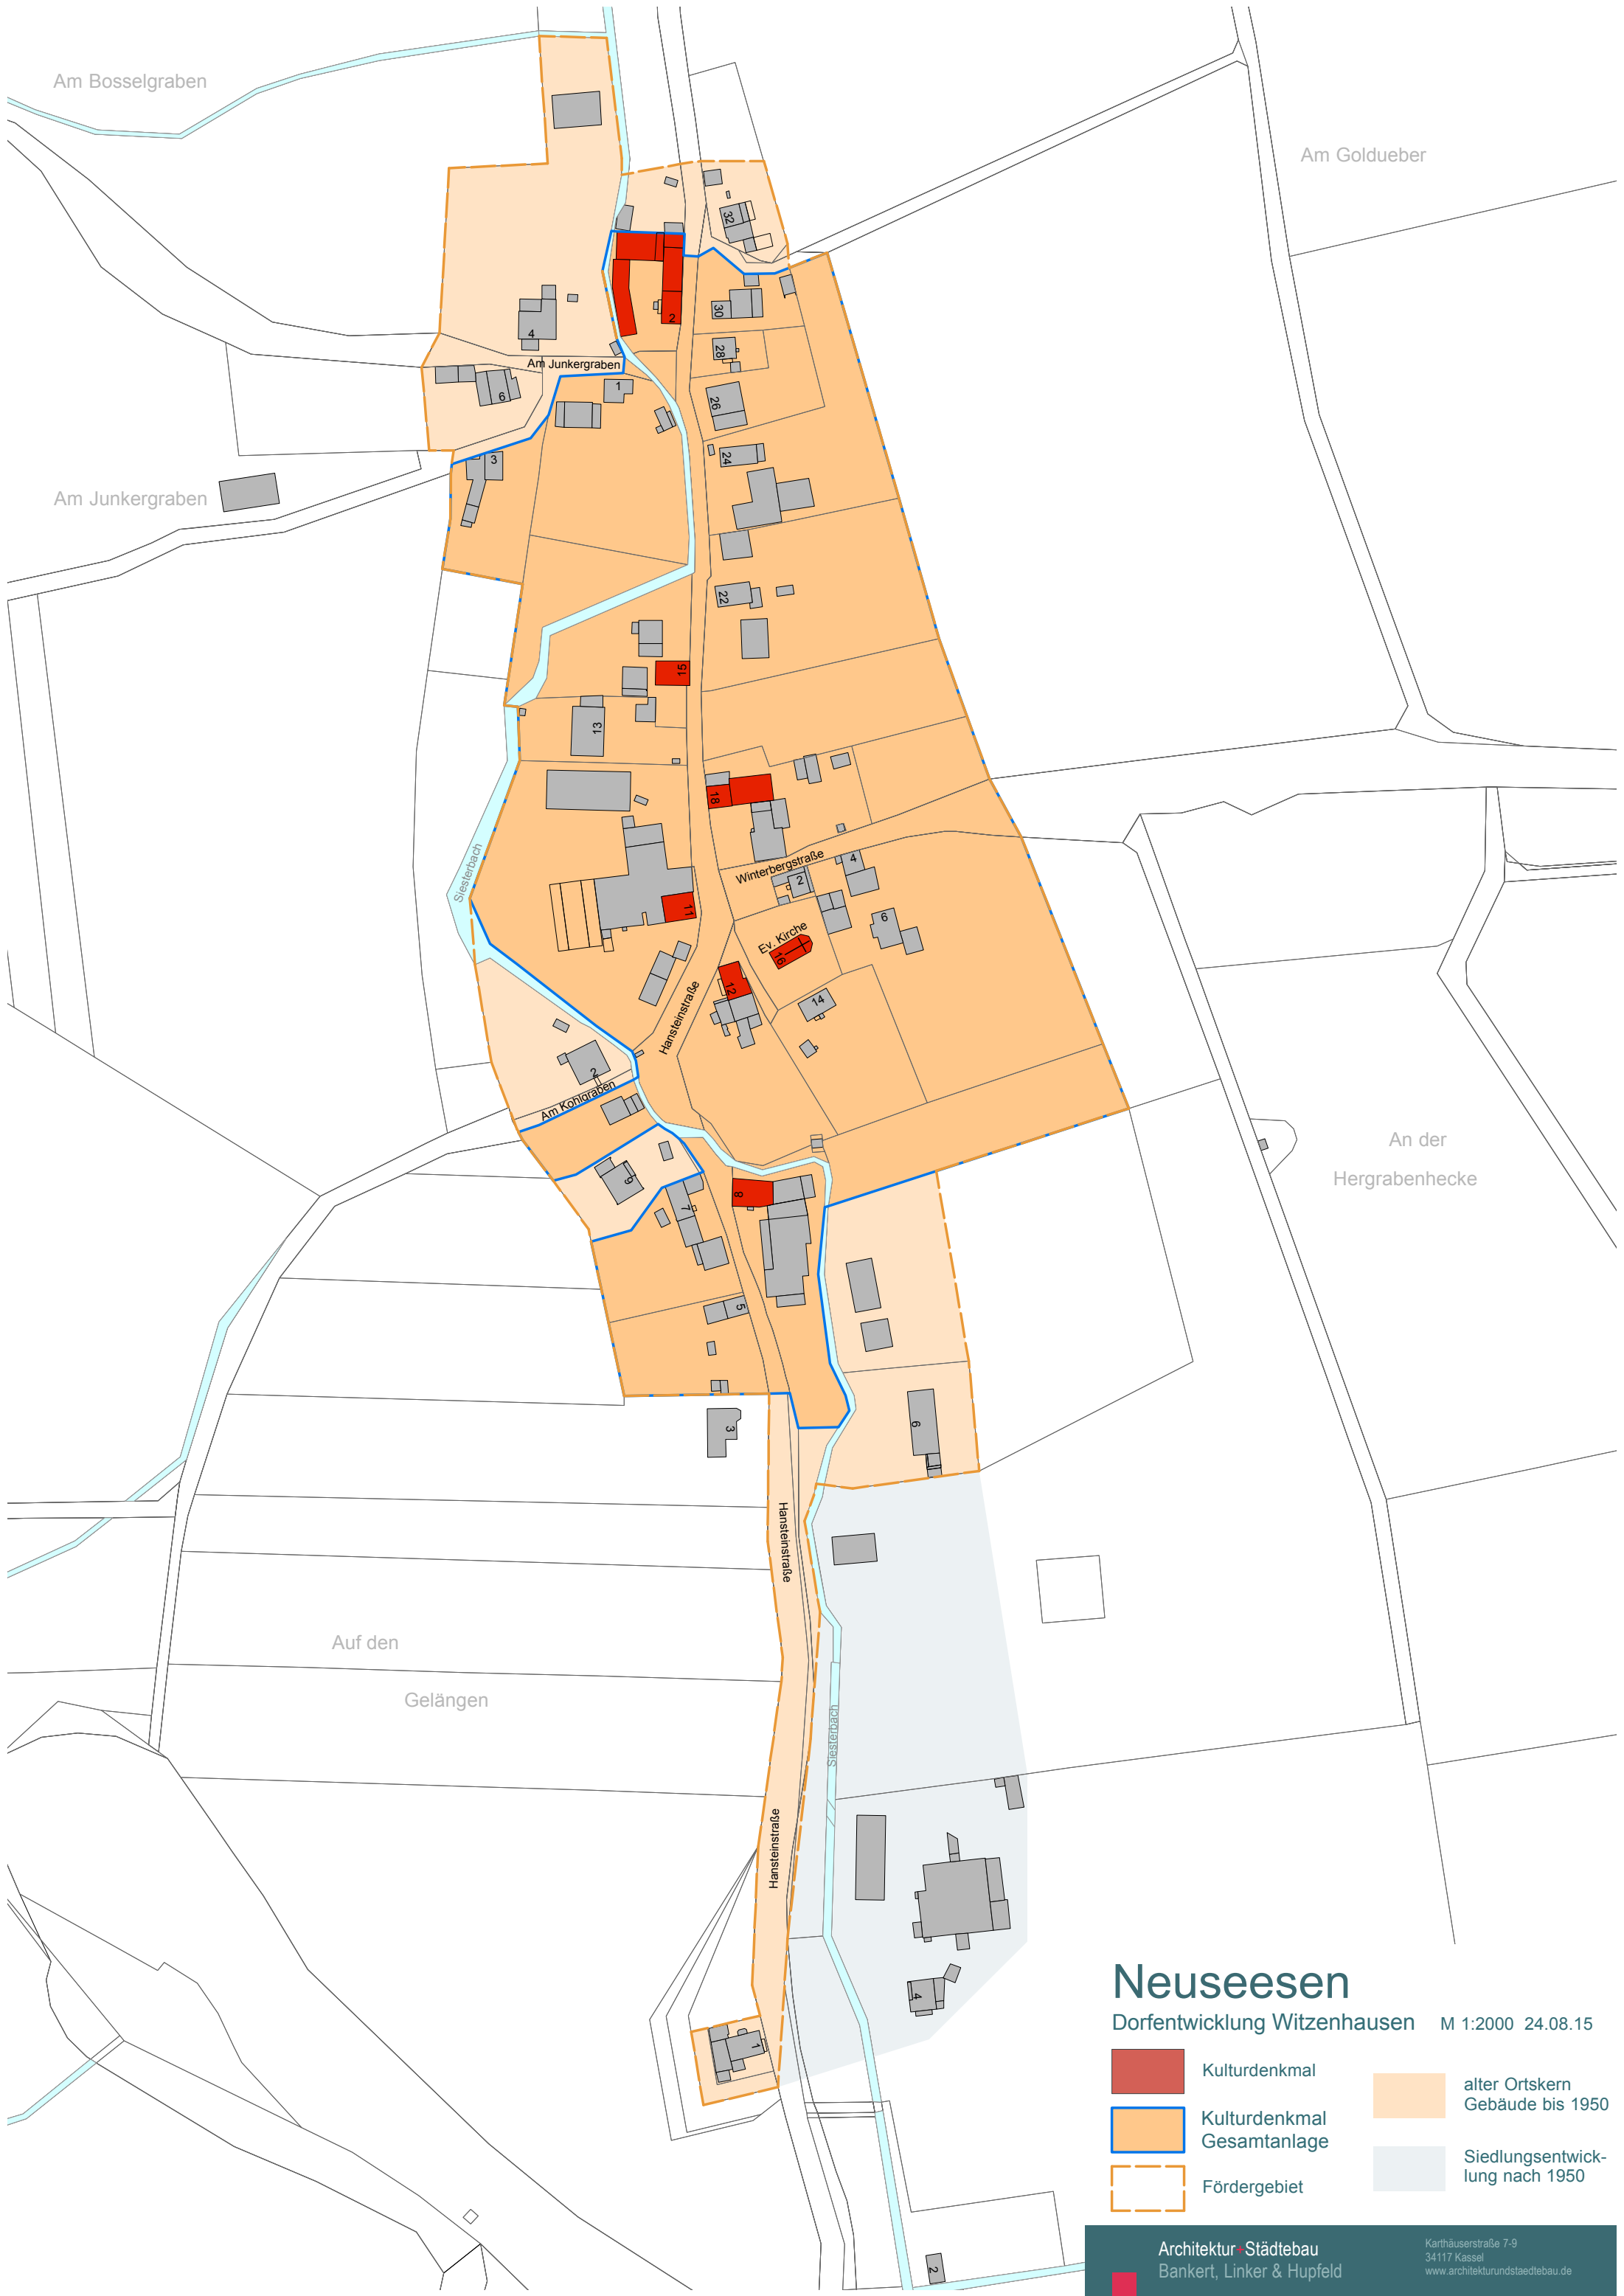 Am Bosselgraben
Am Goldueber
32
2
30
4
28
Am Junkergraben
1
6
26
24
3
Am Junkergraben
22
15
13
18
Siesterbach
Winterbergstraße
4
2
11
6
Ev. Kirche
16
12
14
Hansteinstraße
2
Am Kohlgraben
An der
Hergrabenhecke
9
8
7
5
3
6
Hansteinstraße
Auf den
Gelängen
Siesterbach
Hansteinstraße
4
1
2
Neuseesen
Dorfentwicklung Witzenhausen M 1:2000 24.08.15
Kulturdenkmal
Kulturdenkmal
Gesamtanlage
Fördergebiet
alter Ortskern
Gebäude bis 1950
Siedlungsentwick-
lung nach 1950
Architektur+Städtebau
Bankert, Linker & Hupfeld
Karthäuserstraße 7-9
34117 Kassel
www.architekturundstaedtebau.de